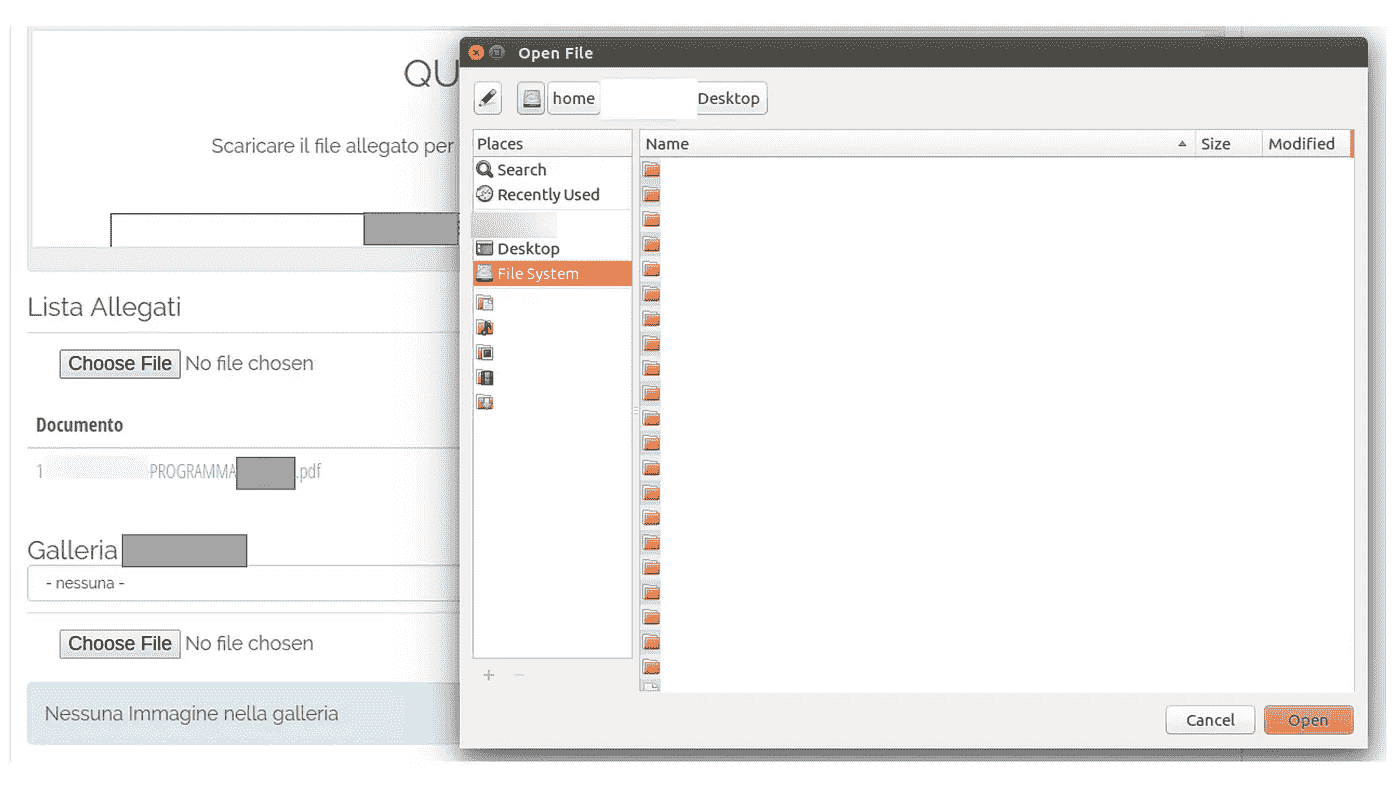 QU
Scaricare il file allegato per
Lista Allegati
Choose File No file chosen
Documento
1 PROGRAMMA .pdf
Galleria
- nessuna -
Choose File No file chosen
Nessuna Immagine nella galleria
Open File
home Desktop
Places
Search
Recently Used
Desktop
File System
Name Size Modified
Cancel Open